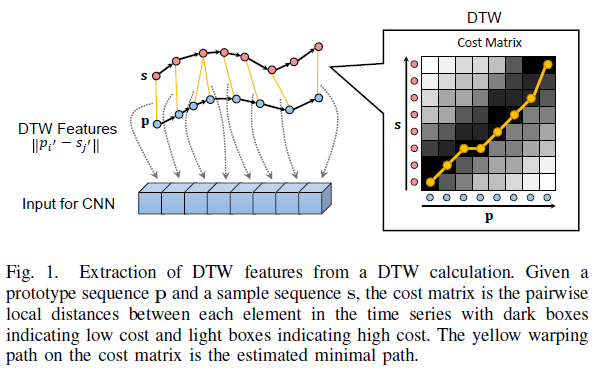 DTW
Cost Matrix
s
p
DTW Features
‖p_{i'} − s_{j'}‖
Input for CNN
s
p
Fig. 1. Extraction of DTW features from a DTW calculation. Given a
prototype sequence p and a sample sequence s, the cost matrix is the pairwise
local distances between each element in the time series with dark boxes
indicating low cost and light boxes indicating high cost. The yellow warping
path on the cost matrix is the estimated minimal path.